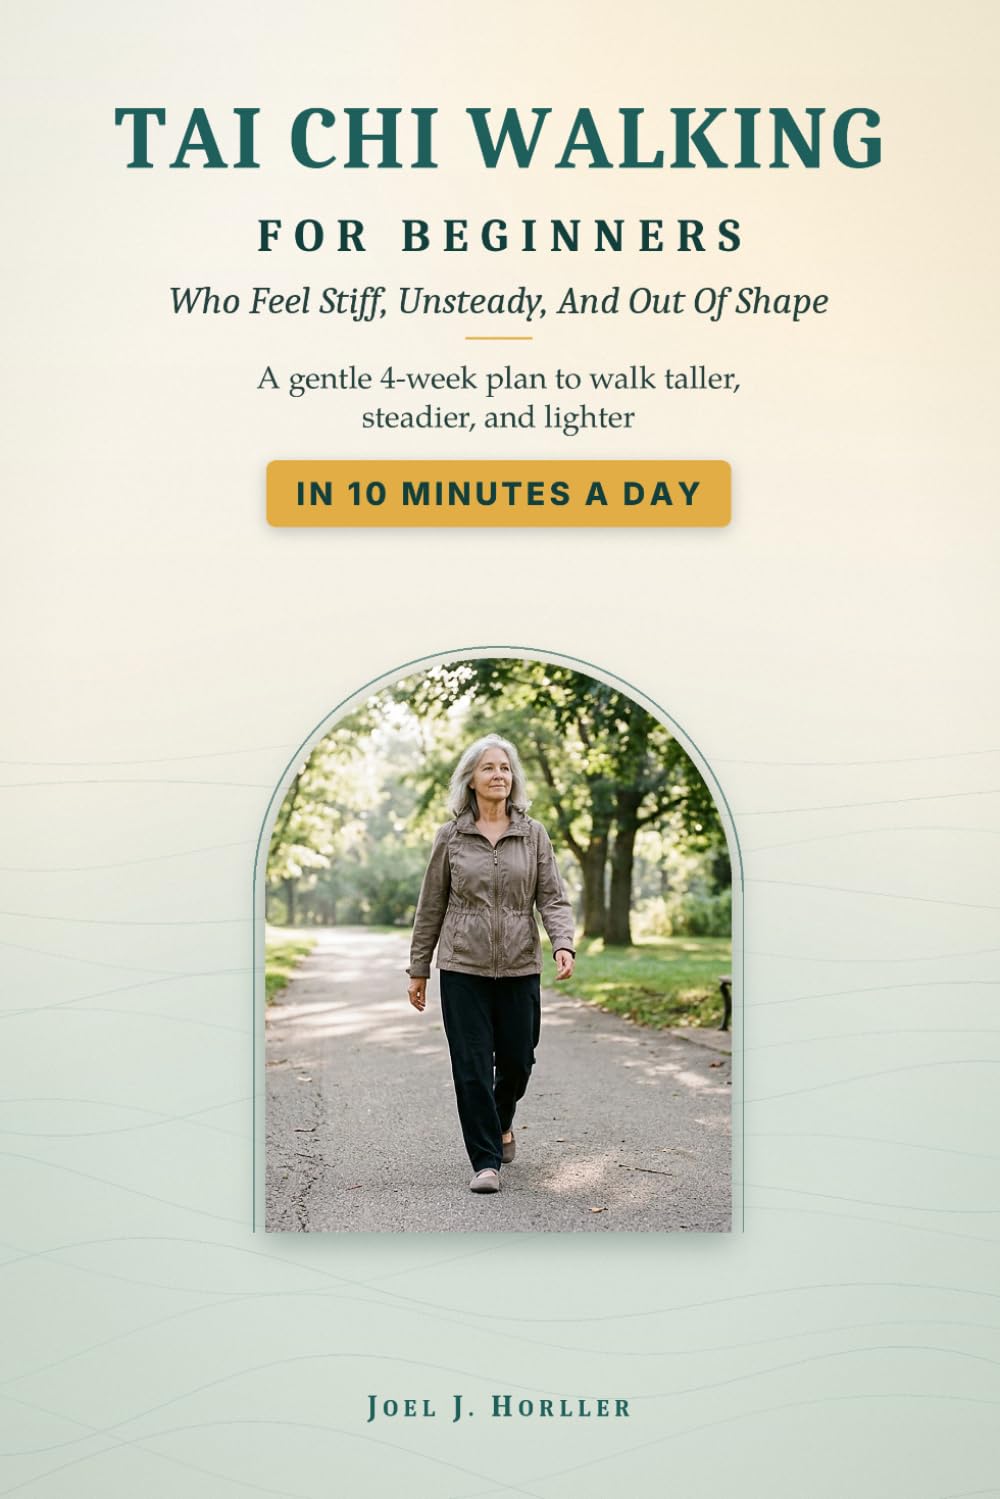 TAI CHI WALKING
FOR BEGINNERS
Who Feel Stiff, Unsteady, And Out Of Shape
A gentle 4-week plan to walk taller,
steadier, and lighter
IN 10 MINUTES A DAY
JOEL J. HORLLER